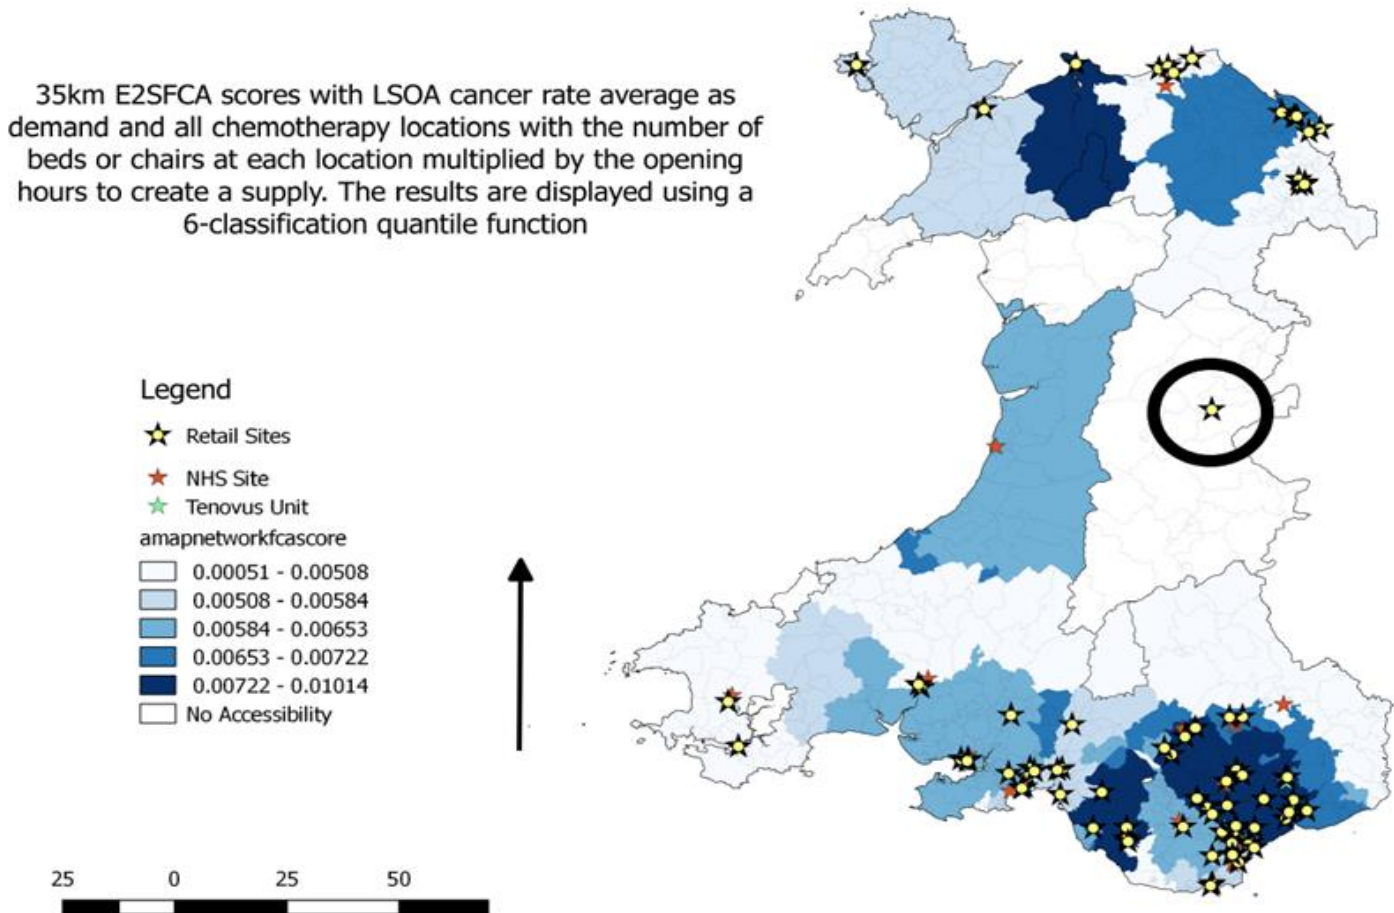 35km E2SFCA scores with LSOA cancer rate average as
demand and all chemotherapy locations with the number of
beds or chairs at each location multiplied by the opening
hours to create a supply. The results are displayed using a
6-classification quantile function
Legend
Retail Sites
NHS Site
Tenovus Unit
amapnetworkfcascore
0.00051 - 0.00508
0.00508 - 0.00584
0.00584 - 0.00653
0.00653 - 0.00722
0.00722 - 0.01014
No Accessibility
25 0 25 50